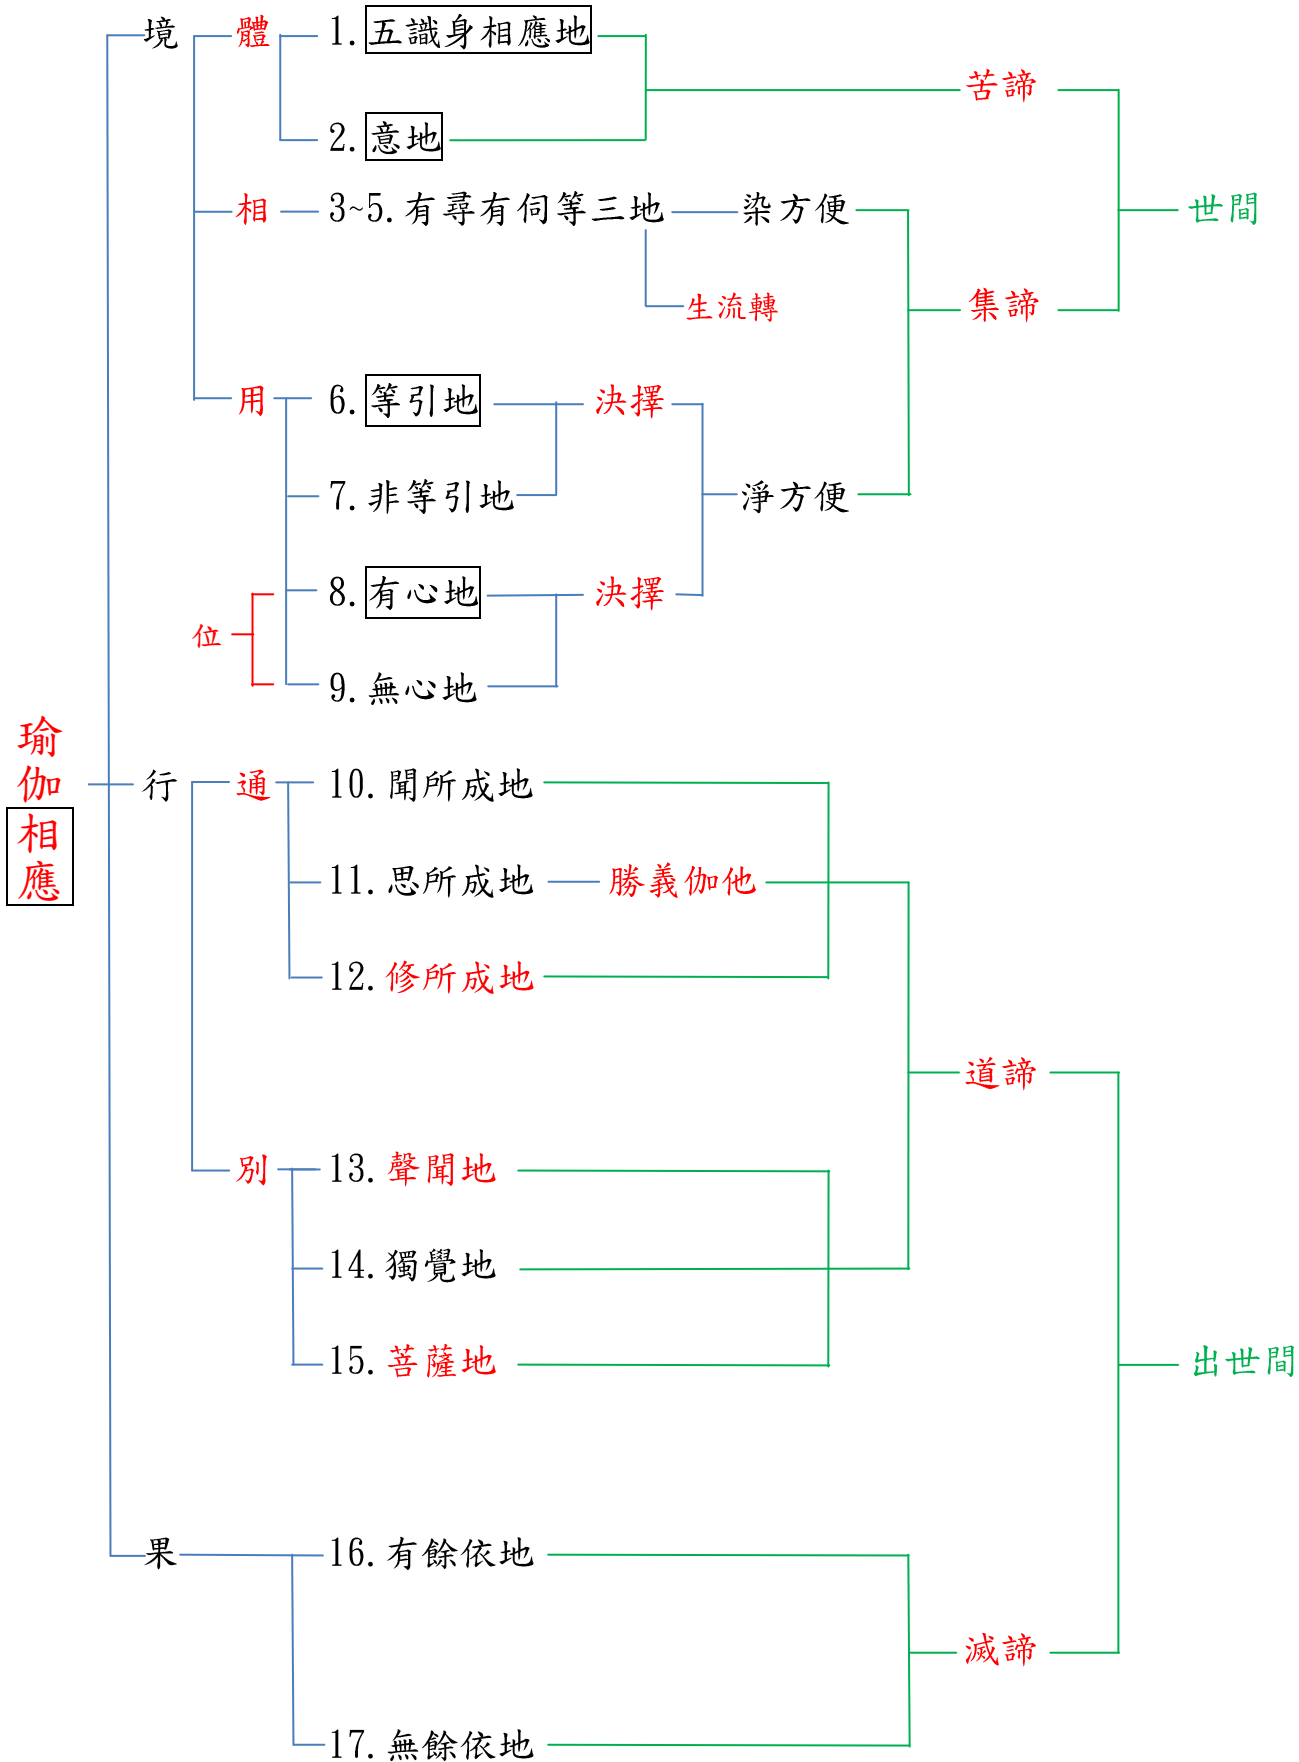 瑜伽相應
境
體
1.五識身相應地
2.意地
苦諦
相
3~5.有尋有伺等三地
染方便
世間
生流轉
集諦
用
6.等引地
決擇
7.非等引地
淨方便
位
8.有心地
決擇
9.無心地
行
通
10.聞所成地
11.思所成地
勝義伽他
12.修所成地
道諦
別
13.聲聞地
14.獨覺地
15.菩薩地
出世間
果
16.有餘依地
滅諦
17.無餘依地